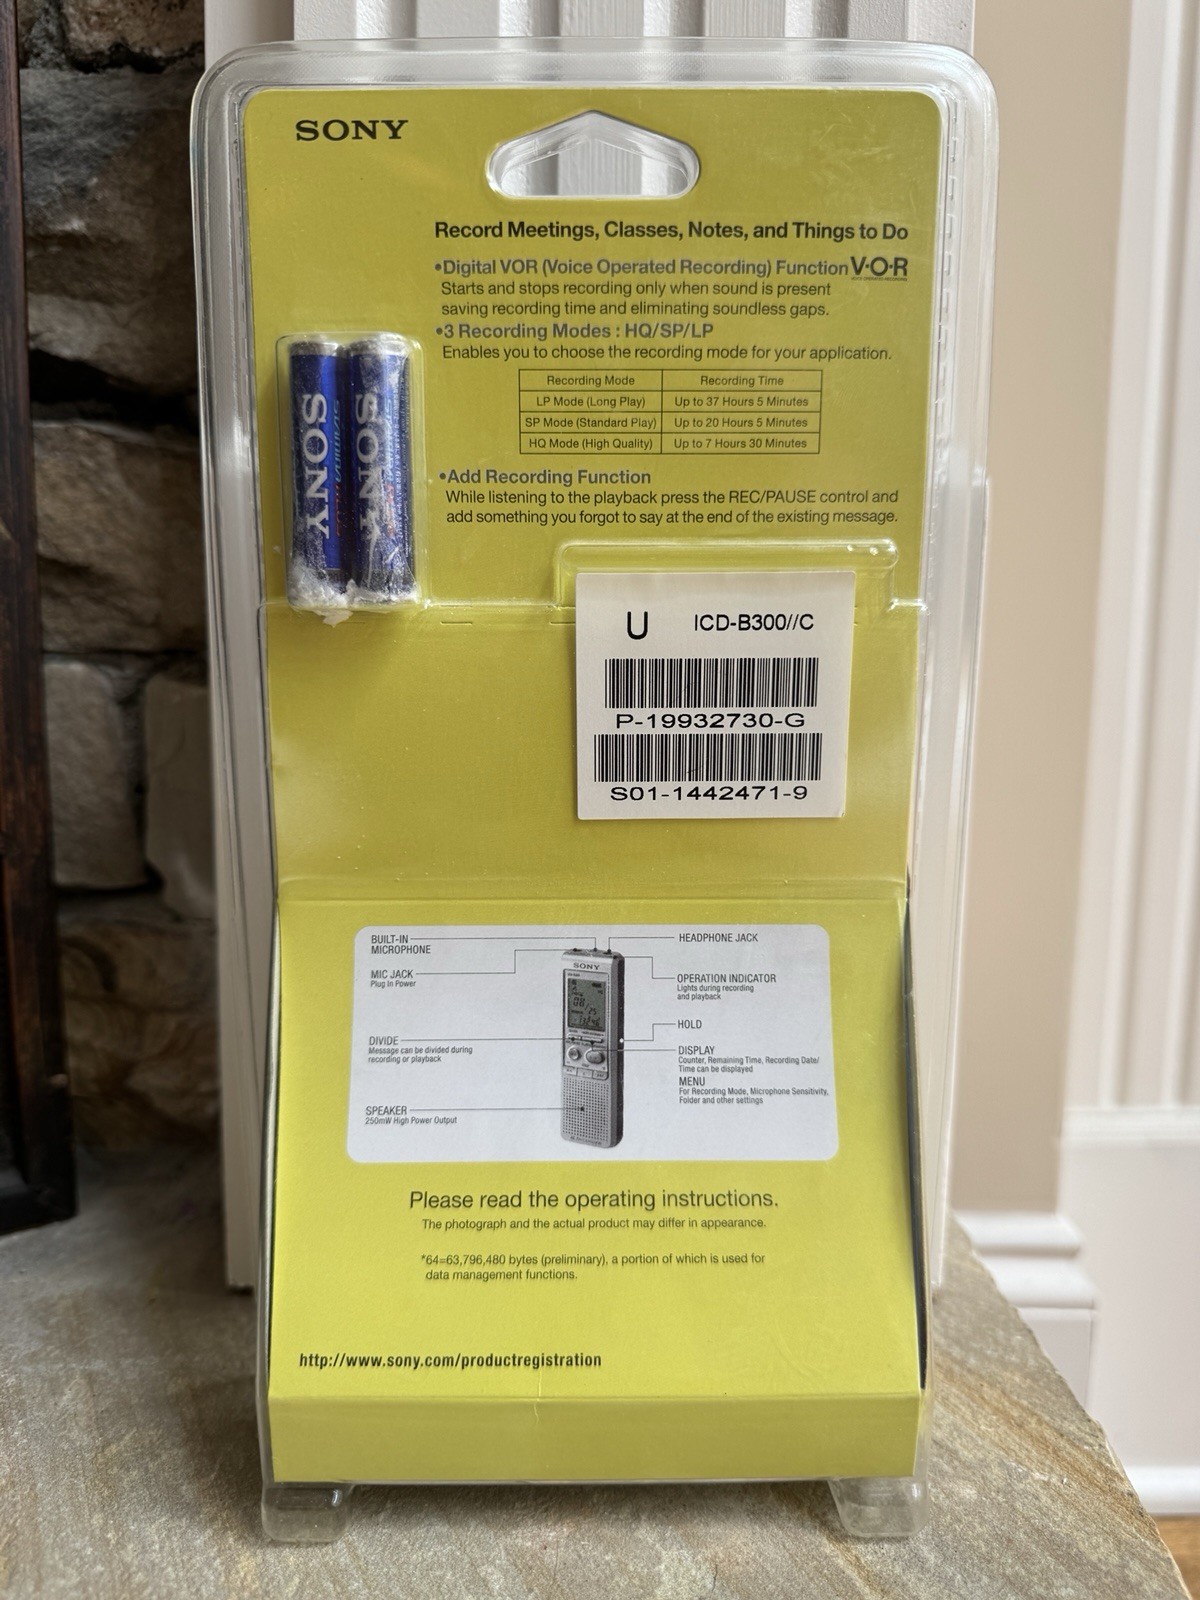 SONY
Record Meetings, Classes, Notes, and Things to Do
•Digital VOR (Voice Operated Recording) Function V·O·R
Starts and stops recording only when sound is present
saving recording time and eliminating soundless gaps.
•3 Recording Modes : HQ/SP/LP
Enables you to choose the recording mode for your application.
Recording Mode Recording Time
LP Mode (Long Play) Up to 37 Hours 5 Minutes
SP Mode (Standard Play) Up to 20 Hours 5 Minutes
HQ Mode (High Quality) Up to 7 Hours 30 Minutes
•Add Recording Function
While listening to the playback press the REC/PAUSE control and
add something you forgot to say at the end of the existing message.
SONY
SONY
U ICD-B300//C
P-19932730-G
S01-1442471-9
BUILT-IN
MICROPHONE
MIC JACK
Plug In Power
DIVIDE
Message can be divided during
recording or playback
SPEAKER
250mW High Power Output
SONY
HEADPHONE JACK
OPERATION INDICATOR
Lights during recording
and playback
HOLD
DISPLAY
Counter, Remaining Time, Recording Date/
Time can be displayed
MENU
For Recording Mode, Microphone Sensitivity,
Folder and other settings
Please read the operating instructions.
The photograph and the actual product may differ in appearance.
*64=63,796,480 bytes (preliminary), a portion of which is used for
data management functions.
http://www.sony.com/productregistration